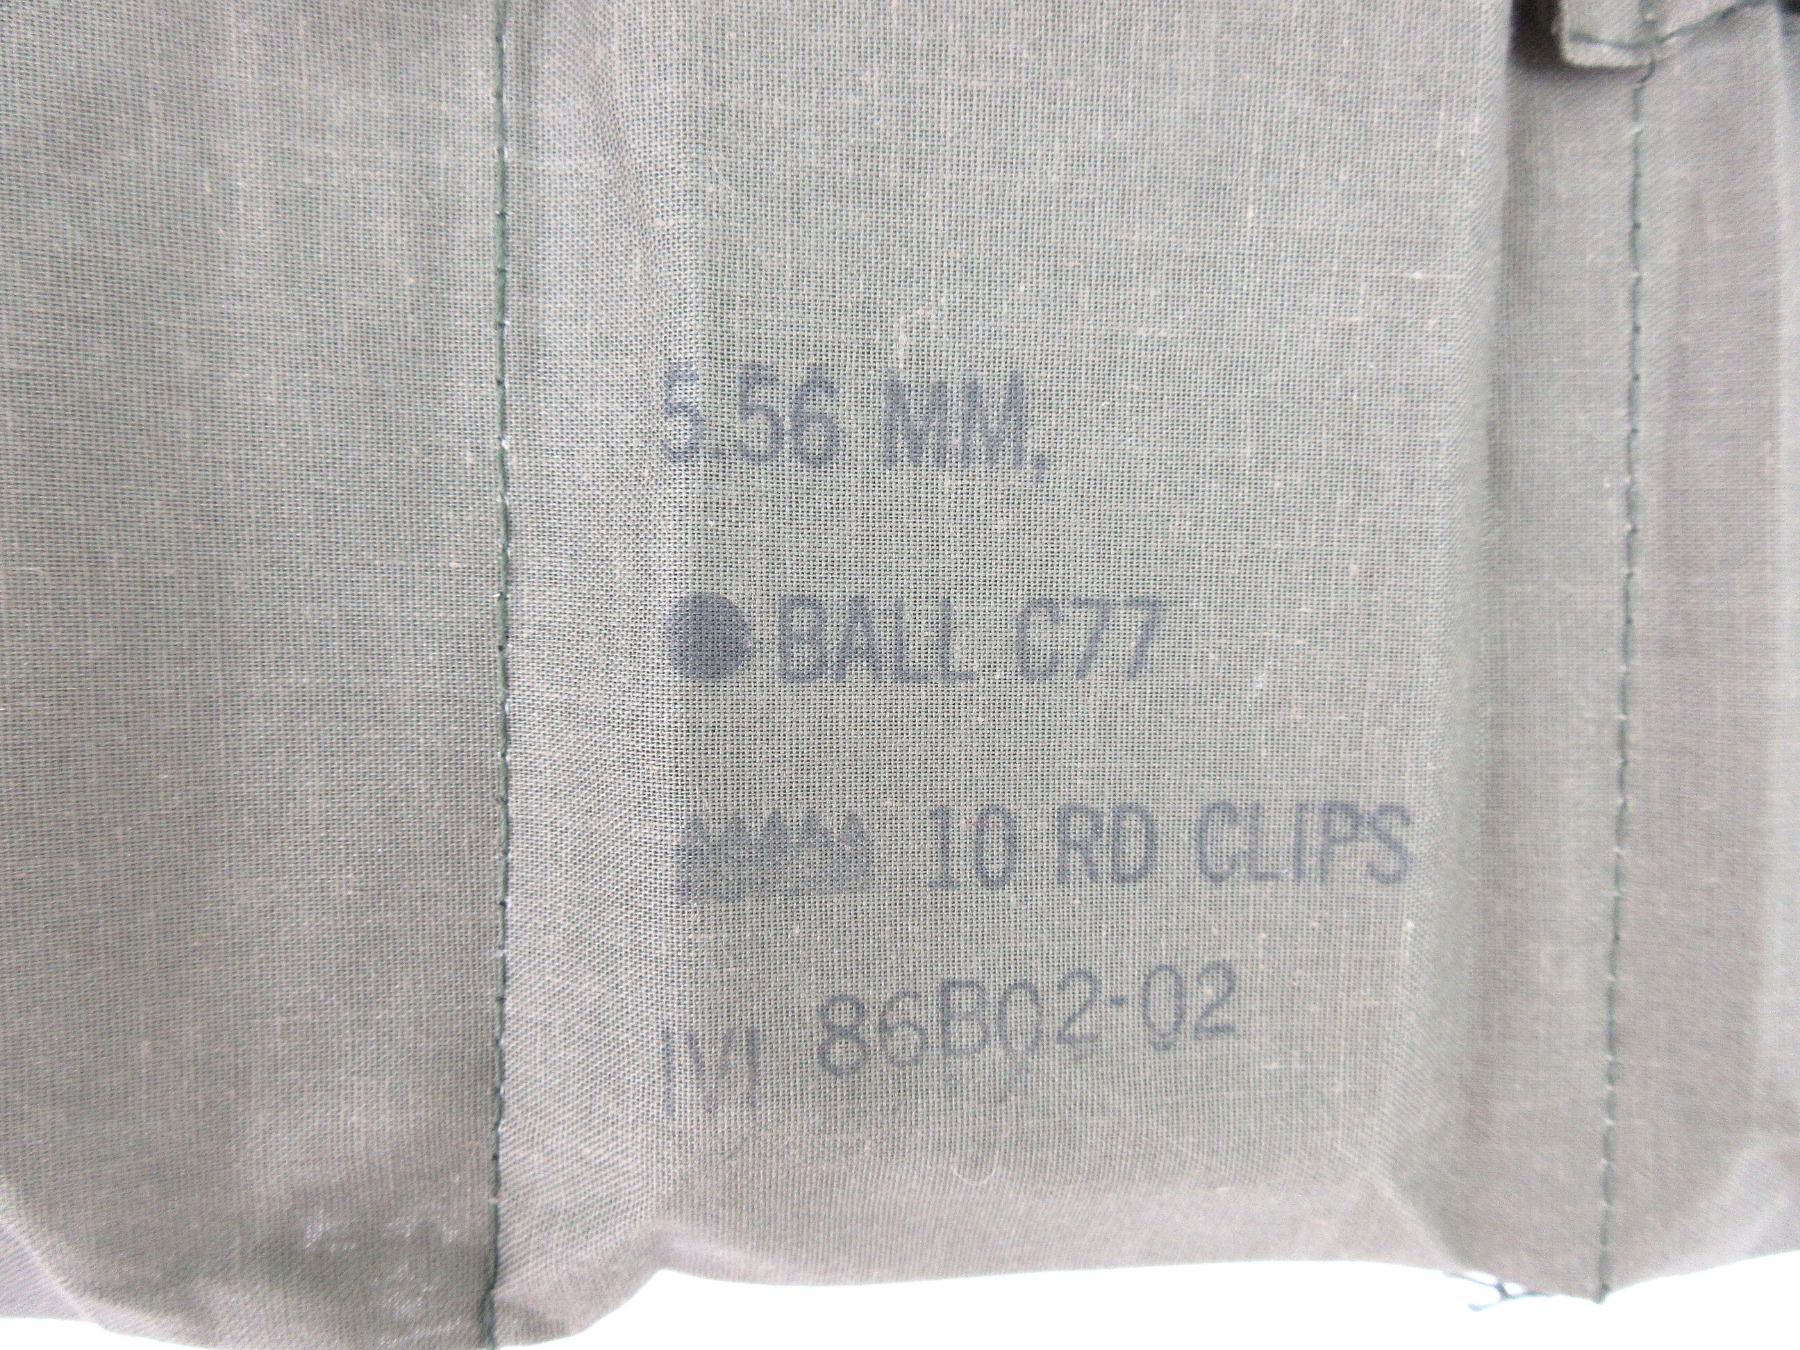 5.56 MM,
●BALL C77
10 RD CLIPS
IVI 86B02-02